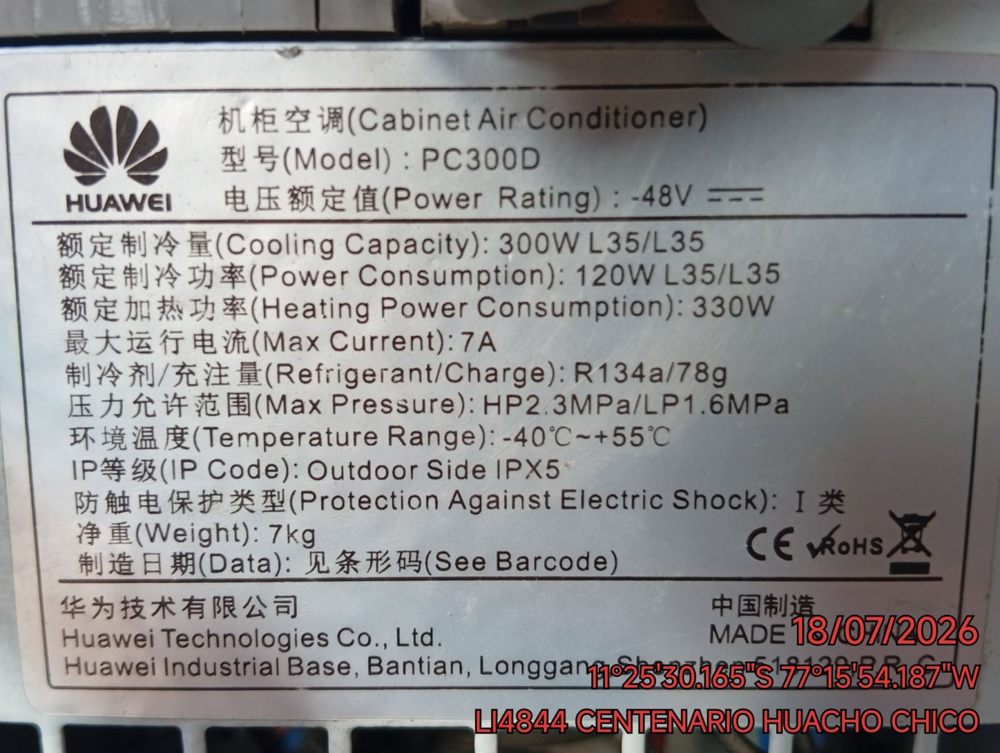 机柜空调(Cabinet Air Conditioner)
型号(Model) : PC300D
HUAWEI
电压额定值(Power Rating) : -48V
额定制冷量(Cooling Capacity): 300W L35/L35
额定制冷功率(Power Consumption): 120W L35/L35
额定加热功率(Heating Power Consumption): 330W
最大运行电流(Max Current): 7A
制冷剂/充注量(Refrigerant/Charge): R134a/78g
压力允许范围(Max Pressure): HP2.3MPa/LP1.6MPa
环境温度(Temperature Range): -40℃~+55℃
IP等级(IP Code): Outdoor Side IPX5
防触电保护类型(Protection Against Electric Shock): I 类
净重(Weight): 7kg
CE RoHS
制造日期(Data): 见条形码(See Barcode)
华为技术有限公司
中国制造
Huawei Technologies Co., Ltd.
MADE
18/07/2026
Huawei Industrial Base, Bantian, Longgang
11°25'30.165"S 77°15'54.187"W
LI4844 CENTENARIO HUACHO CHICO